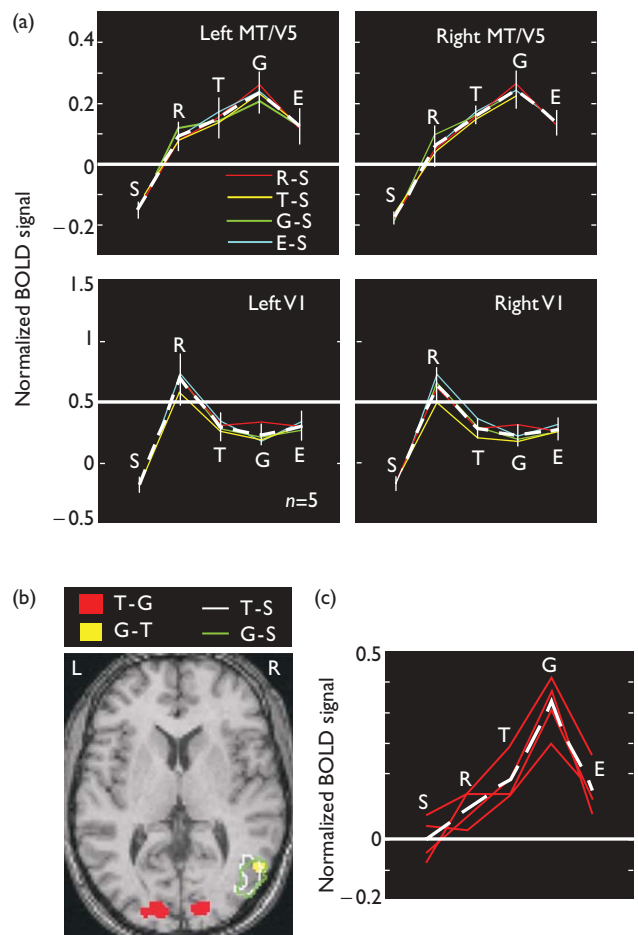 (a)
0.4
Left MT/V5
Right MT/V5
G
G
0.2
R
T
E
R
T
E
0
S
S
R-S
T-S
G-S
E-S
−0.2
Normalized BOLD signal
1.5
Left V1
Right V1
1
R
R
0.5
S
T
G
E
S
T
G
E
0
n=5
−0.5
(b)
T-G
T-S
G-T
G-S
L
R
(c)
0.5
G
T
R
S
E
0
−0.2
Normalized BOLD signal